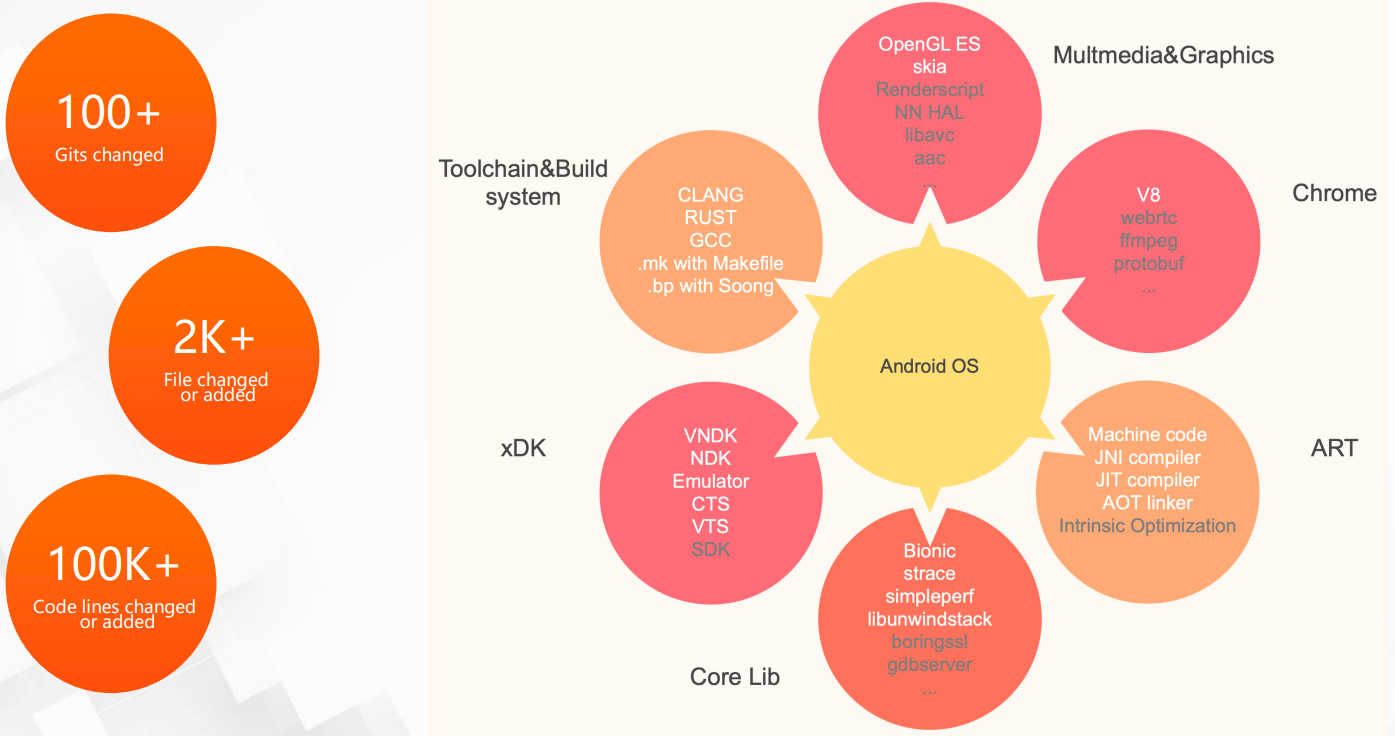 100+
Gits changed
2K+
File changed
or added
100K+
Code lines changed
or added
OpenGL ES
skia
Renderscript
NN HAL
libavc
aac
...
Multmedia&Graphics
Toolchain&Build
system
CLANG
RUST
GCC
.mk with Makefile
.bp with Soong
V8
webrtc
ffmpeg
protobuf
...
Chrome
Android OS
xDK
VNDK
NDK
Emulator
CTS
VTS
SDK
Machine code
JNI compiler
JIT compiler
AOT linker
Intrinsic Optimization
ART
Bionic
strace
simpleperf
libunwindstack
boringssl
gdbserver
...
Core Lib